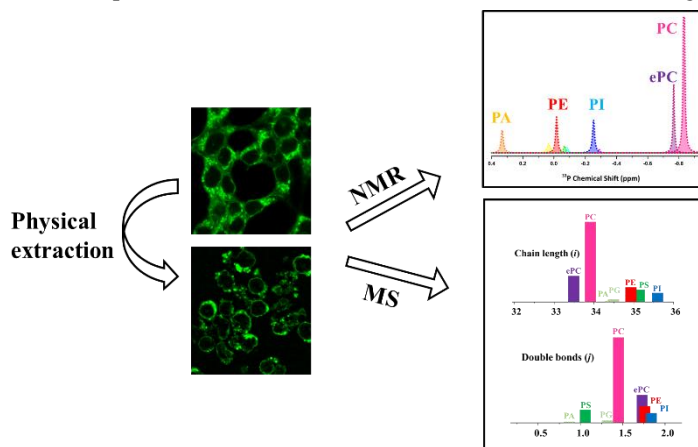 Physical
extraction
NMR
MS
PC
ePC
PA
PE
PI
0.4
0.2
0.0
-0.2
-0.4
-0.6
-0.8
³¹P Chemical Shift (ppm)
PC
Chain length (i)
ePC
PA
PG
PE
PS
PI
32
33
34
35
36
PC
Double bonds (j)
ePC
PS
PE
PA
PG
PI
0.5
1.0
1.5
2.0